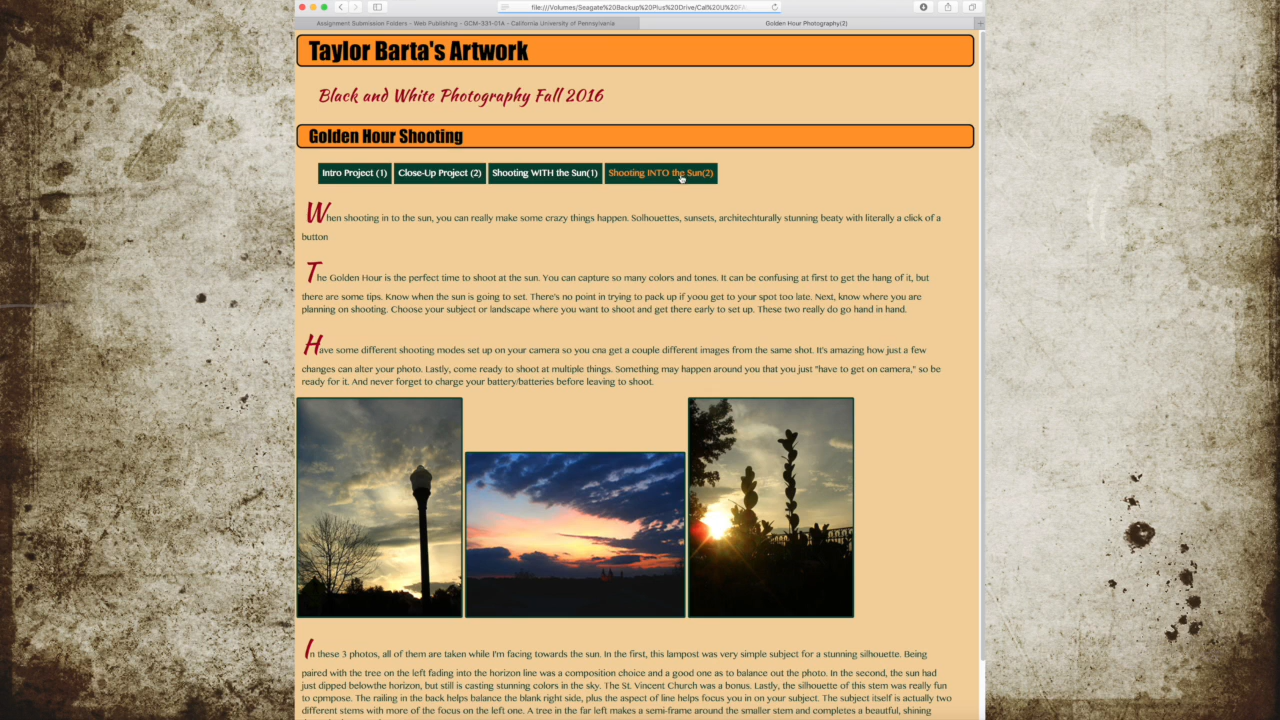 file:///Volumes/Seagate%20Backup%20Plus%20Drive/Cal%20U%20F
Assignment Submission Folders - Web Publishing - GCM-331-01A - California University of Pennsylvania
Golden Hour Photography(2)
Taylor Barta's Artwork
Black and White Photography Fall 2016
Golden Hour Shooting
Intro Project (1) Close-Up Project (2) Shooting WITH the Sun(1) Shooting INTO the Sun(2)
When shooting in to the sun, you can really make some crazy things happen. Solhouettes, sunsets, architechturally stunning beaty with literally a click of a
button
The Golden Hour is the perfect time to shoot at the sun. You can capture so many colors and tones. It can be confusing at first to get the hang of it, but
there are some tips. Know when the sun is going to set. There's no point in trying to pack up if yoou get to your spot too late. Next, know where you are
planning on shooting. Choose your subject or landscape where you want to shoot and get there early to set up. These two really do go hand in hand.
Have some different shooting modes set up on your camera so you cna get a couple different images from the same shot. It's amazing how just a few
changes can alter your photo. Lastly, come ready to shoot at multiple things. Something may happen around you that you just "have to get on camera," so be
ready for it. And never forget to charge your battery/batteries before leaving to shoot.
In these 3 photos, all of them are taken while I'm facing towards the sun. In the first, this lampost was very simple subject for a stunning silhouette. Being
paired with the tree on the left fading into the horizon line was a composition choice and a good one as to balance out the photo. In the second, the sun had
just dipped belowthe horizon, but still is casting stunning colors in the sky. The St. Vincent Church was a bonus. Lastly, the silhouette of this stem was really fun
to cpmpose. The railing in the back helps balance the blank right side, plus the aspect of line helps focus you in on your subject. The subject itself is actually two
different stems with more of the focus on the left one. A tree in the far left makes a semi-frame around the smaller stem and completes a beautiful, shining